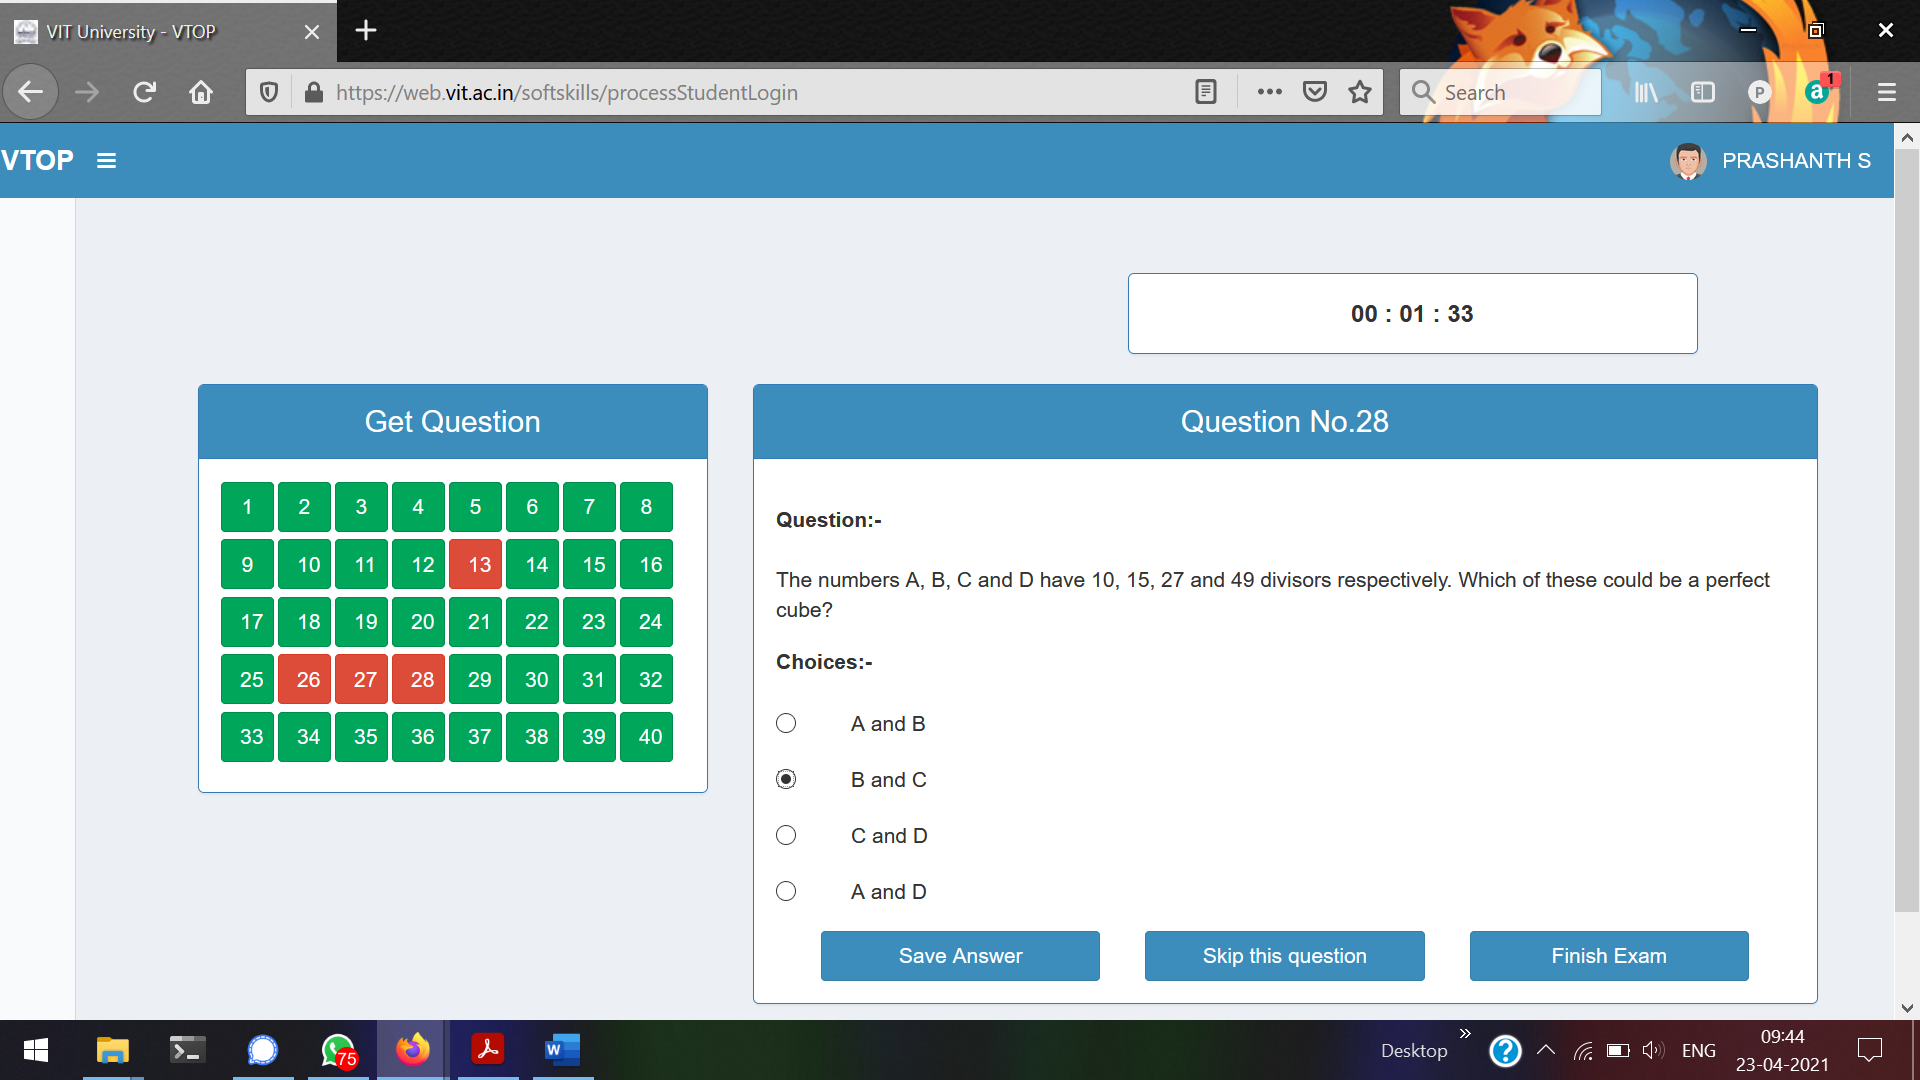 VIT University - VTOP
https://web.vit.ac.in/softskills/processStudentLogin
Search
P
a
1
VTOP
PRASHANTH S
00 : 01 : 33
Get Question
1 2 3 4 5 6 7 8
9 10 11 12 13 14 15 16
17 18 19 20 21 22 23 24
25 26 27 28 29 30 31 32
33 34 35 36 37 38 39 40
Question No.28
Question:-
The numbers A, B, C and D have 10, 15, 27 and 49 divisors respectively. Which of these could be a perfect
cube?
Choices:-
A and B
B and C
C and D
A and D
Save Answer
Skip this question
Finish Exam
75
W
Desktop
ENG
09:44
23-04-2021